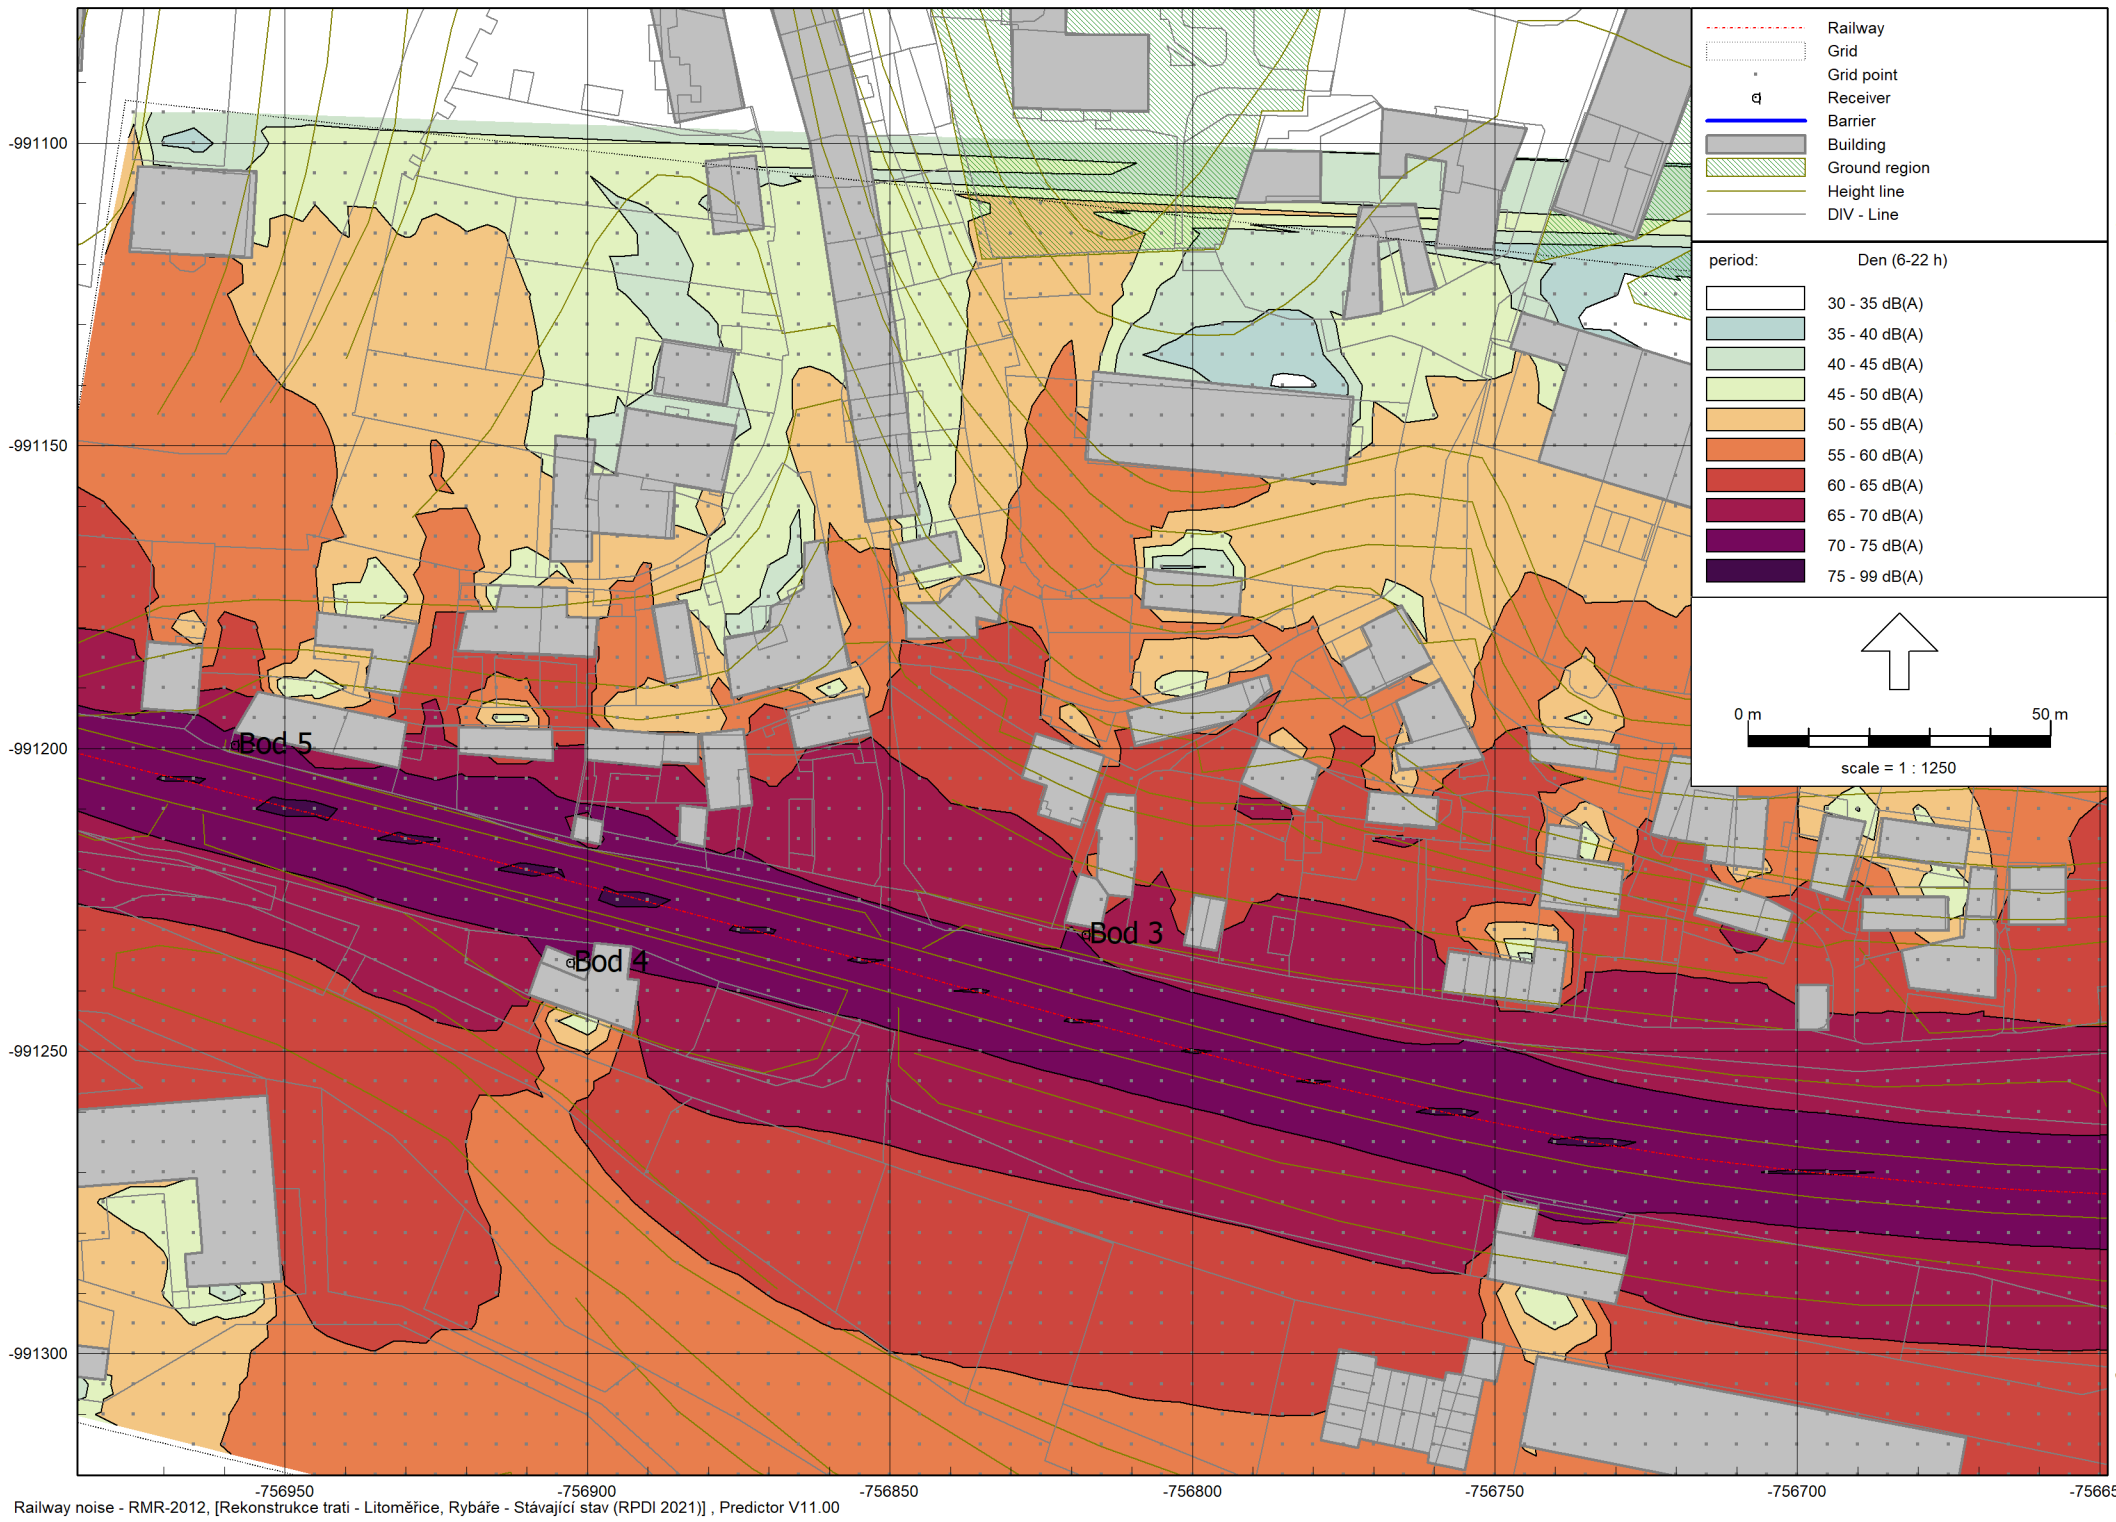 Railway
Grid
Grid point
Receiver
Barrier
Building
Ground region
Height line
DIV - Line
period: Den (6-22 h)
30 - 35 dB(A)
35 - 40 dB(A)
40 - 45 dB(A)
45 - 50 dB(A)
50 - 55 dB(A)
55 - 60 dB(A)
60 - 65 dB(A)
65 - 70 dB(A)
70 - 75 dB(A)
75 - 99 dB(A)
0 m 50 m
scale = 1 : 1250
-991100
-991150
-991200
-991250
-991300
Bod 5
Bod 3
Bod 4
-756950 -756900 -756850 -756800 -756750 -756700 -75665
Railway noise - RMR-2012, [Rekonstrukce trati - Litoměřice, Rybáře - Stávající stav (RPDI 2021)] , Predictor V11.00